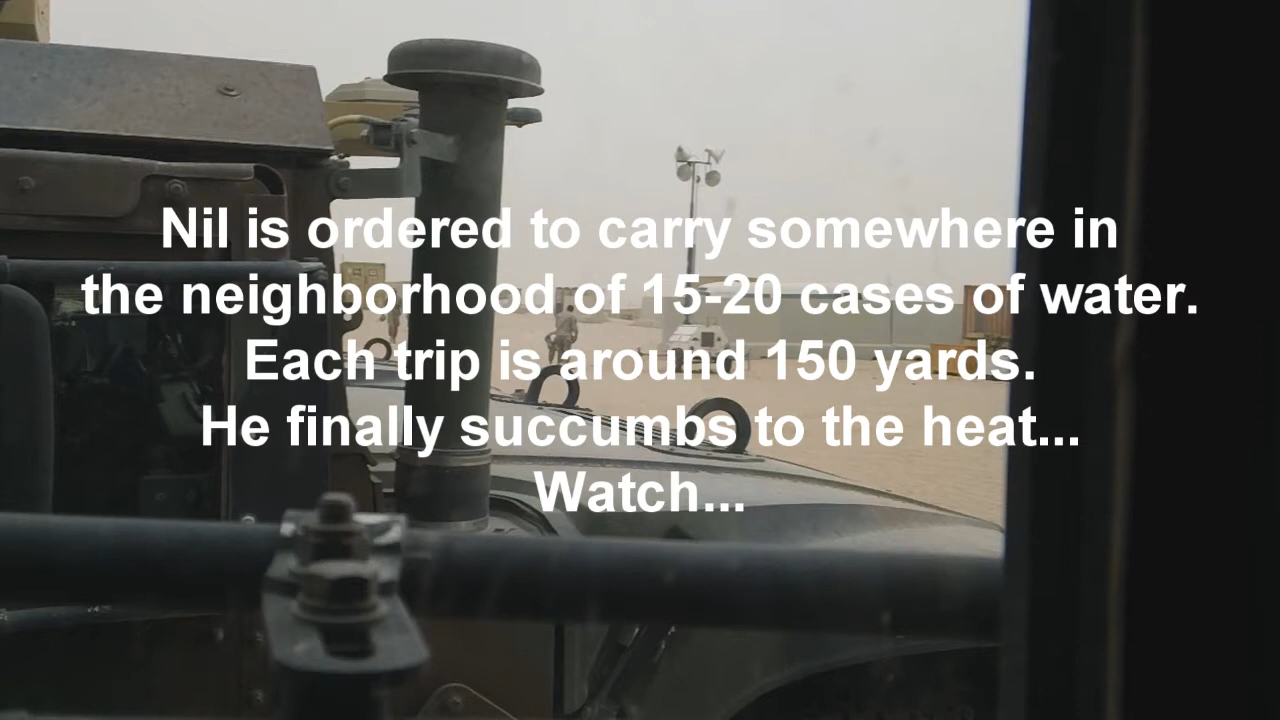 Nil is ordered to carry somewhere in
the neighborhood of 15-20 cases of water.
Each trip is around 150 yards.
He finally succumbs to the heat...
Watch...